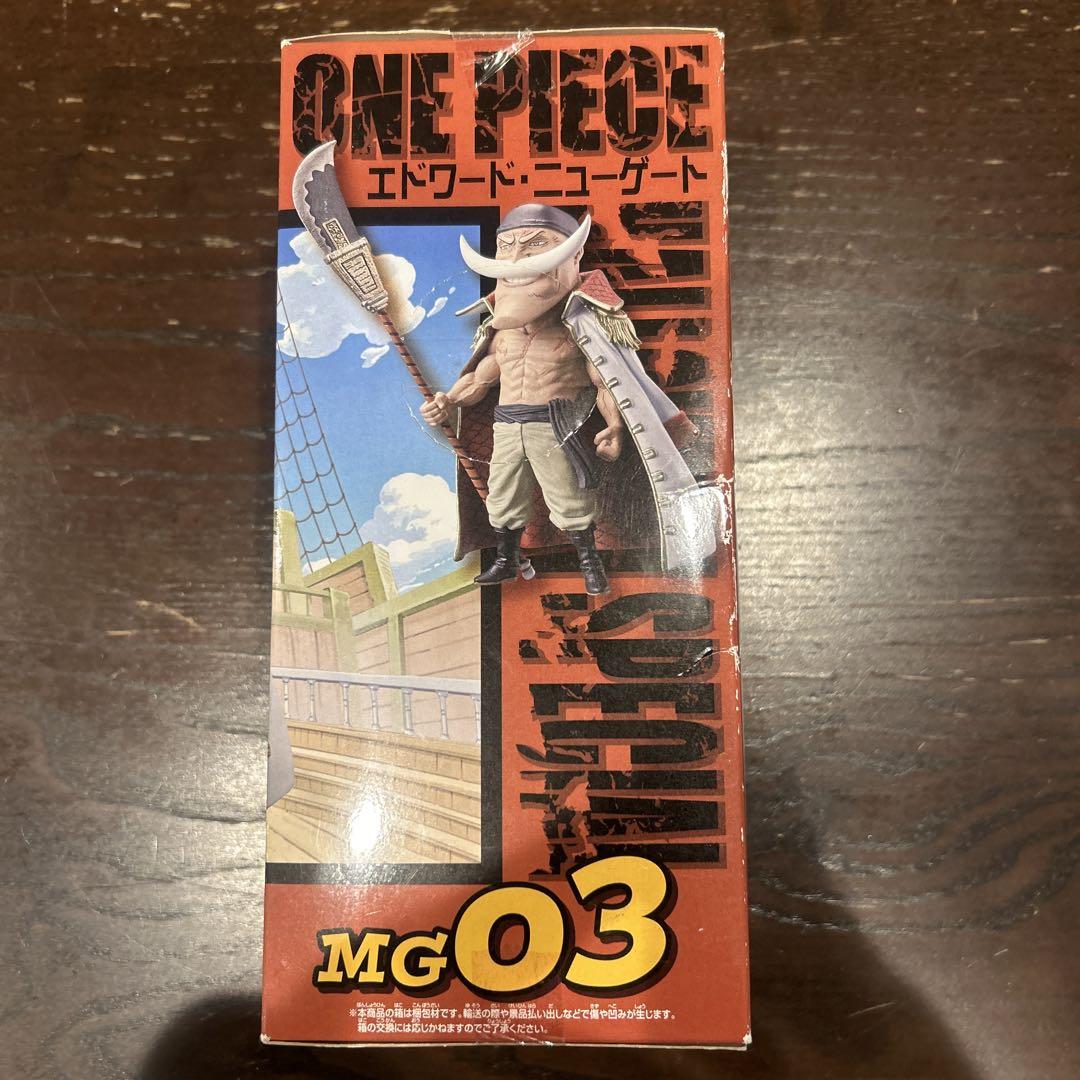 ONE PIECE
エドワード・ニューゲート
SPECIAL
MG03
※本商品の箱は梱包材です。輸送の際や景品払い出しなどで傷や凹みが生じます。
箱の交換には応じかねますのでご了承ください。